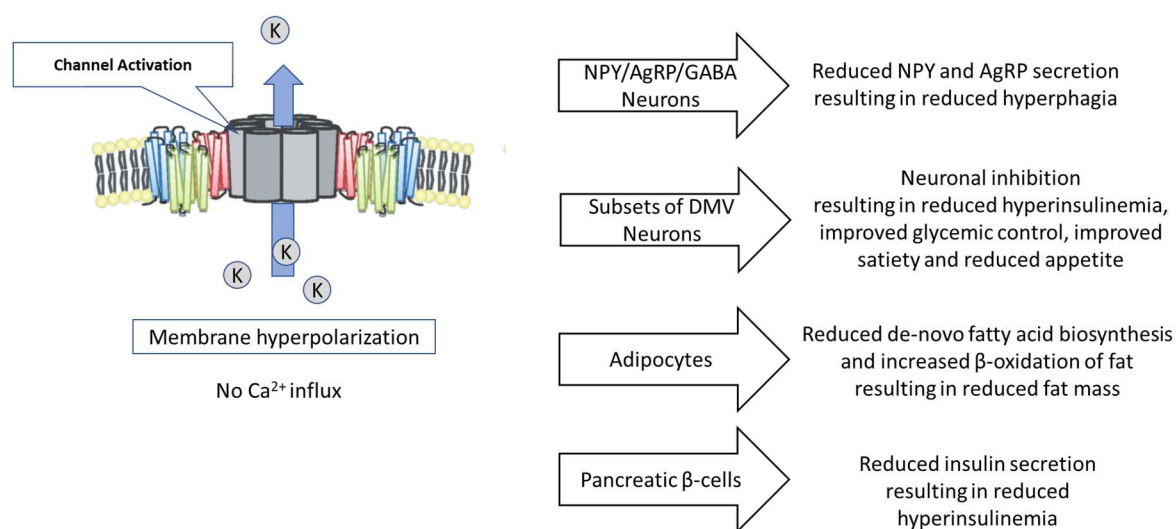 K
Channel Activation
K
K
K
Membrane hyperpolarization
No Ca²⁺ influx
NPY/AgRP/GABA
Neurons
Reduced NPY and AgRP secretion
resulting in reduced hyperphagia
Subsets of DMV
Neurons
Neuronal inhibition
resulting in reduced hyperinsulinemia,
improved glycemic control, improved
satiety and reduced appetite
Adipocytes
Reduced de-novo fatty acid biosynthesis
and increased β-oxidation of fat
resulting in reduced fat mass
Pancreatic β-cells
Reduced insulin secretion
resulting in reduced
hyperinsulinemia